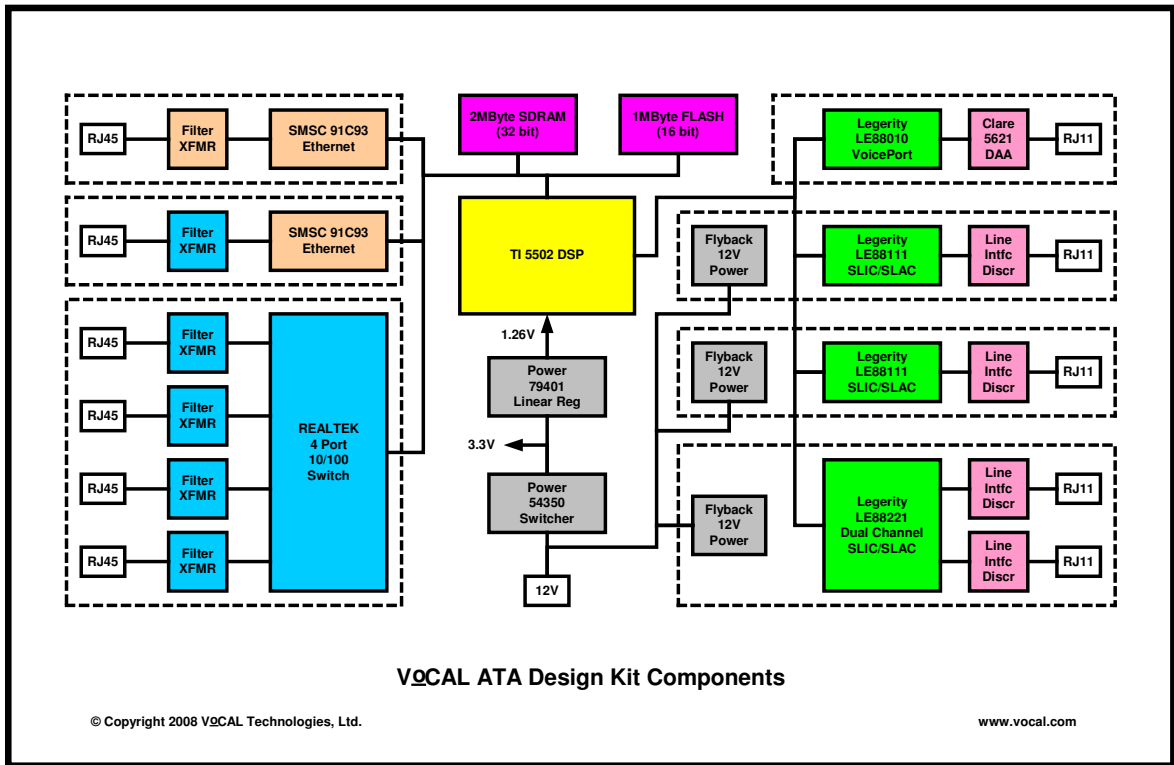 RJ45
Filter
XFMR
SMSC 91C93
Ethernet
RJ45
Filter
XFMR
SMSC 91C93
Ethernet
RJ45
Filter
XFMR
RJ45
Filter
XFMR
RJ45
Filter
XFMR
RJ45
Filter
XFMR
REALTEK
4 Port
10/100
Switch
2MByte SDRAM
(32 bit)
1MByte FLASH
(16 bit)
TI 5502 DSP
1.26V
Power
79401
Linear Reg
3.3V
Power
54350
Switcher
12V
Legerity
LE88010
VoicePort
Clare
5621
DAA
RJ11
Flyback
12V
Power
Legerity
LE88111
SLIC/SLAC
Line
Intfc
Discr
RJ11
Flyback
12V
Power
Legerity
LE88111
SLIC/SLAC
Line
Intfc
Discr
RJ11
Flyback
12V
Power
Legerity
LE88221
Dual Channel
SLIC/SLAC
Line
Intfc
Discr
RJ11
Line
Intfc
Discr
RJ11
VoCAL ATA Design Kit Components
© Copyright 2008 VoCAL Technologies, Ltd.
www.vocal.com